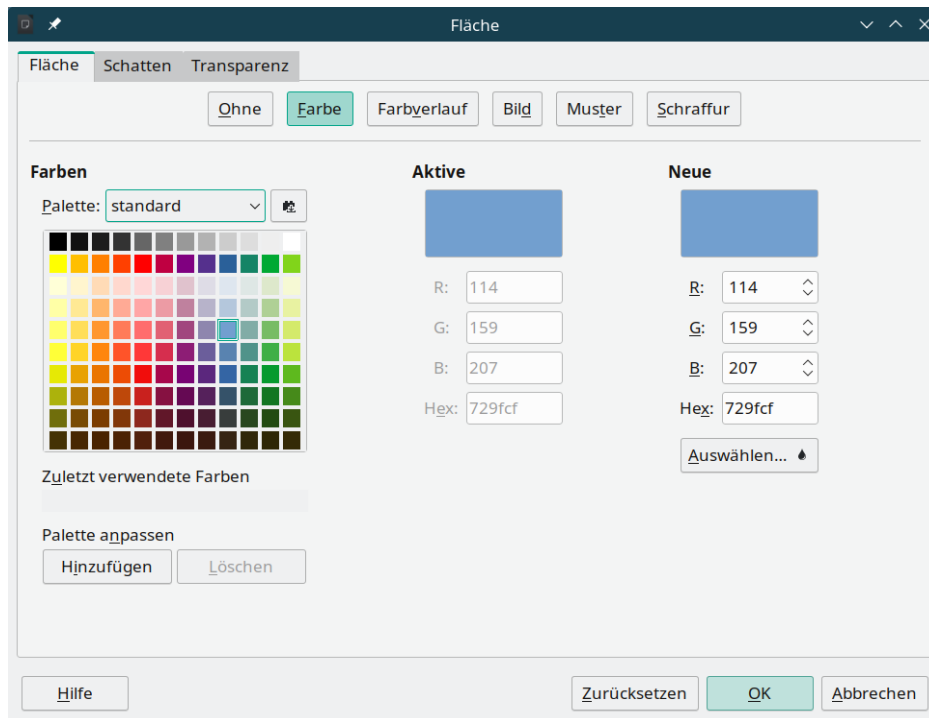 Fläche
Fläche Schatten Transparenz
Ohne Farbe Farbverlauf Bild Muster Schraffur
Farben Aktive Neue
Palette: standard
R: 114 R: 114
G: 159 G: 159
B: 207 B: 207
Hex: 729fcf Hex: 729fcf
Auswählen...
Zuletzt verwendete Farben
Palette anpassen
Hinzufügen Löschen
Hilfe Zurücksetzen OK Abbrechen